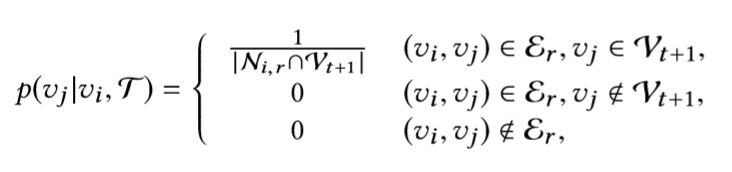 p(v_j|v_i, 𝒯) = { 1 / |𝒩_{i,r}∩𝒱_{t+1}|   (v_i, v_j) ∈ ℰ_r, v_j ∈ 𝒱_{t+1},
0   (v_i, v_j) ∈ ℰ_r, v_j ∉ 𝒱_{t+1},
0   (v_i, v_j) ∉ ℰ_r,